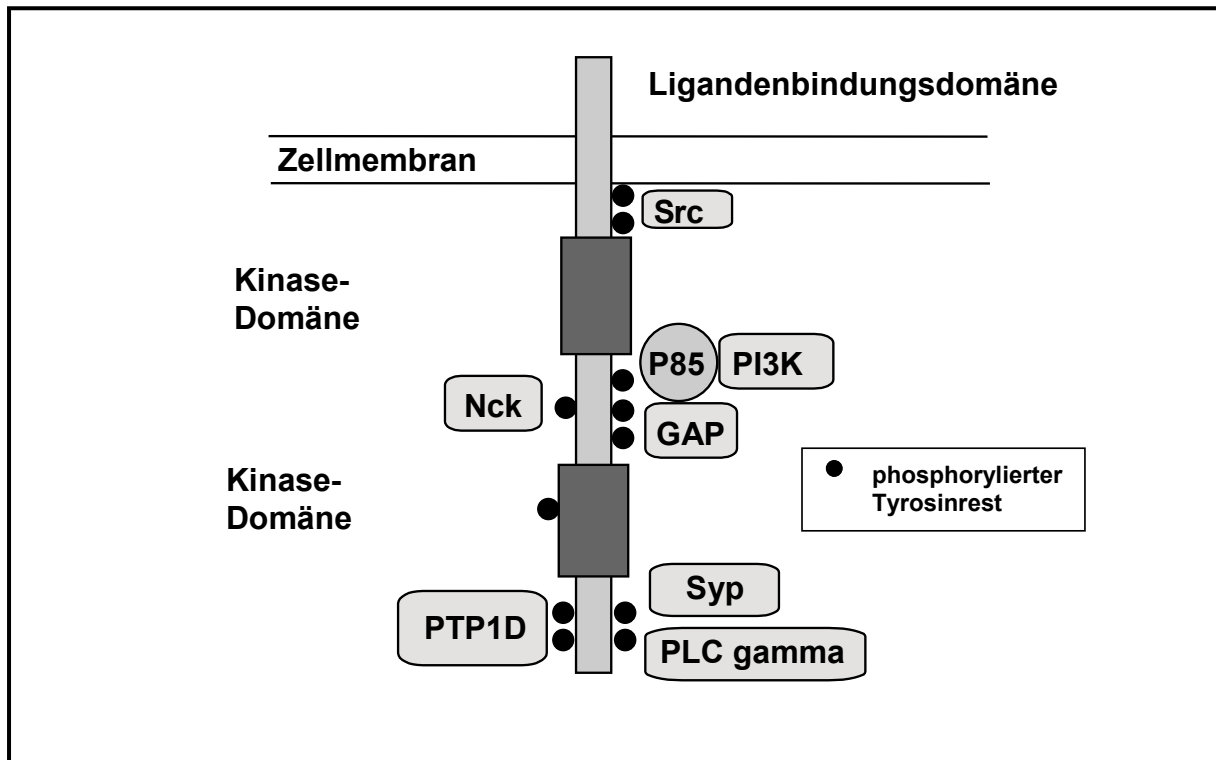 Ligandenbindungsdomäne
Zellmembran
Src
Kinase-
Domäne
P85
PI3K
Nck
GAP
Kinase-
Domäne
phosphorylierter
Tyrosinrest
Syp
PTP1D
PLC gamma